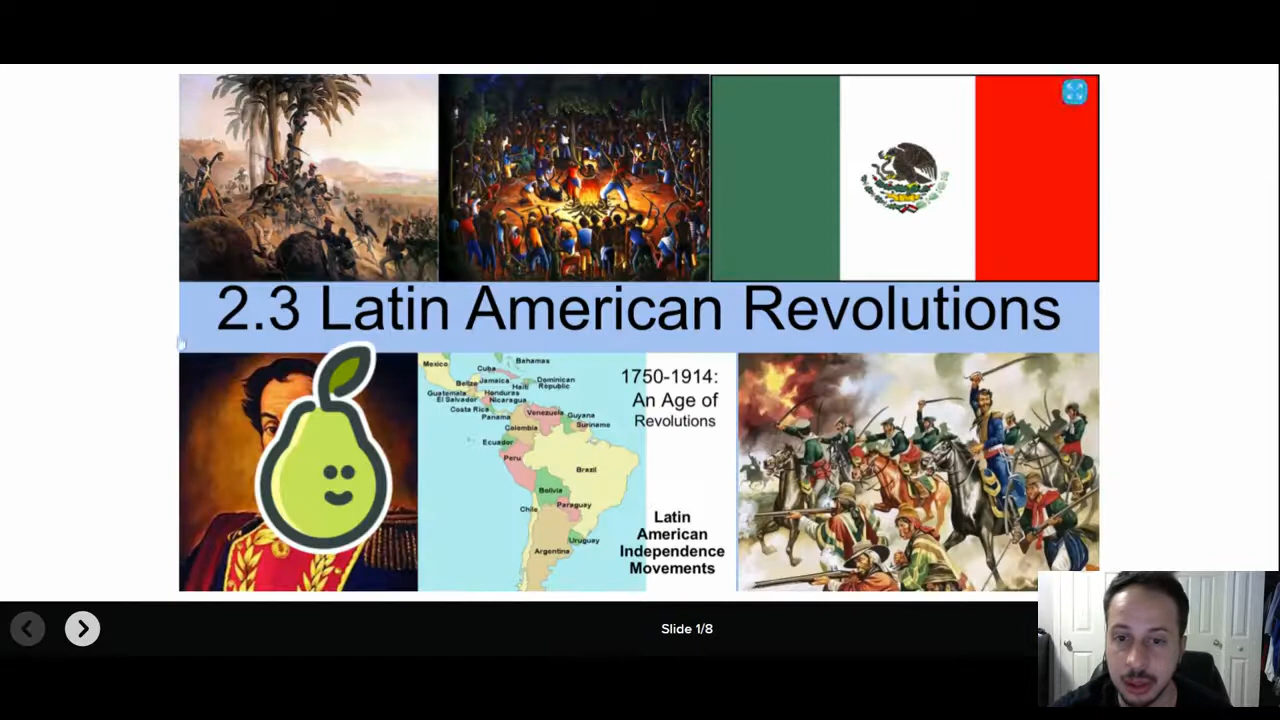 2.3 Latin American Revolutions
Mexico
Bahamas
Cuba
Belize
Jamaica
Haiti
Dominican
Republic
Guatemala
Honduras
El Salvador
Nicaragua
Costa Rica
Panama
Venezuela
Guyana
Suriname
Colombia
Ecuador
Peru
Brazil
Bolivia
Paraguay
Chile
Uruguay
Argentina
1750-1914:
An Age of
Revolutions
Latin
American
Independence
Movements
Slide 1/8